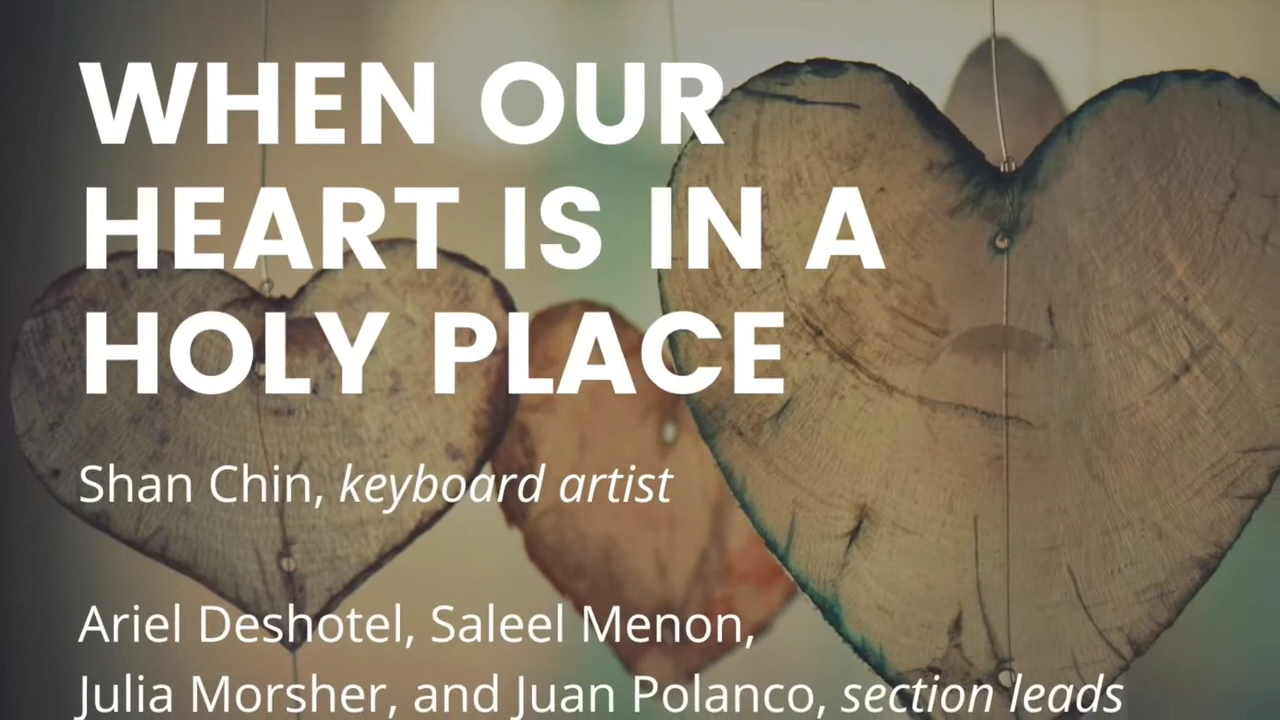 WHEN OUR
HEART IS IN A
HOLY PLACE
Shan Chin, keyboard artist
Ariel Deshotel, Saleel Menon,
Julia Morsher, and Juan Polanco, section leads